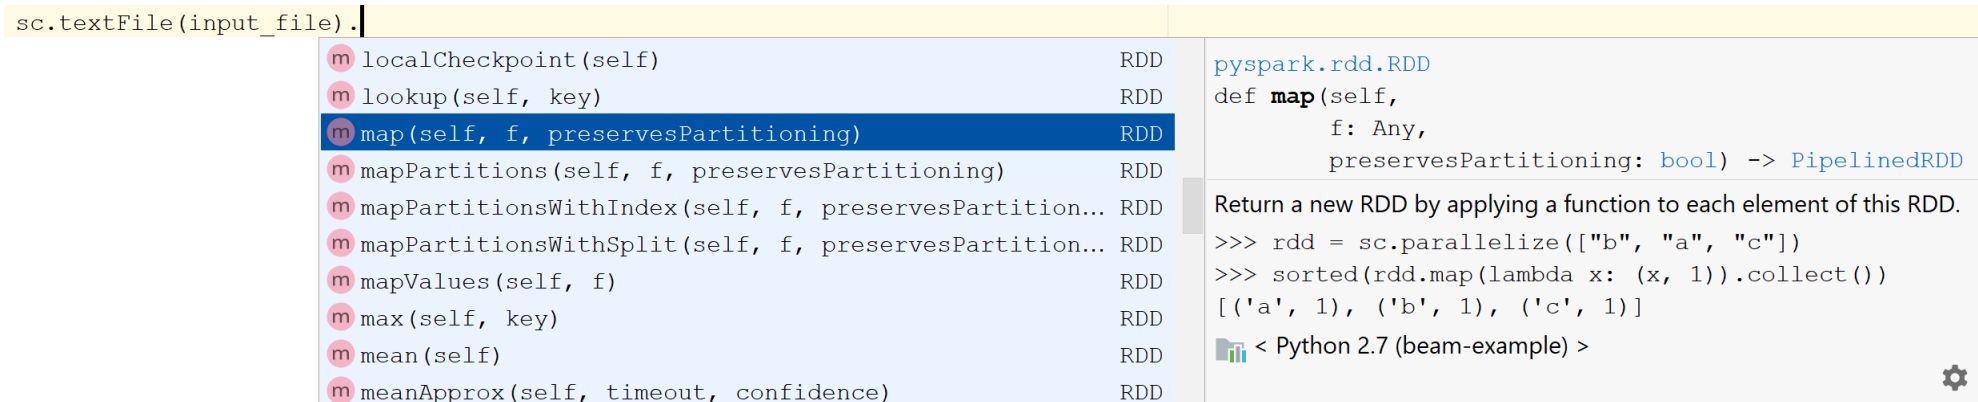 sc.textFile(input_file).
m localCheckpoint(self) RDD
m lookup(self, key) RDD
m map(self, f, preservesPartitioning) RDD
m mapPartitions(self, f, preservesPartitioning) RDD
m mapPartitionsWithIndex(self, f, preservesPartition... RDD
m mapPartitionsWithSplit(self, f, preservesPartition... RDD
m mapValues(self, f) RDD
m max(self, key) RDD
m mean(self) RDD
m meanApprox(self, timeout, confidence) RDD
pyspark.rdd.RDD
def map(self,
f: Any,
preservesPartitioning: bool) -> PipelinedRDD
Return a new RDD by applying a function to each element of this RDD.
>>> rdd = sc.parallelize(["b", "a", "c"])
>>> sorted(rdd.map(lambda x: (x, 1)).collect())
[('a', 1), ('b', 1), ('c', 1)]
< Python 2.7 (beam-example) >